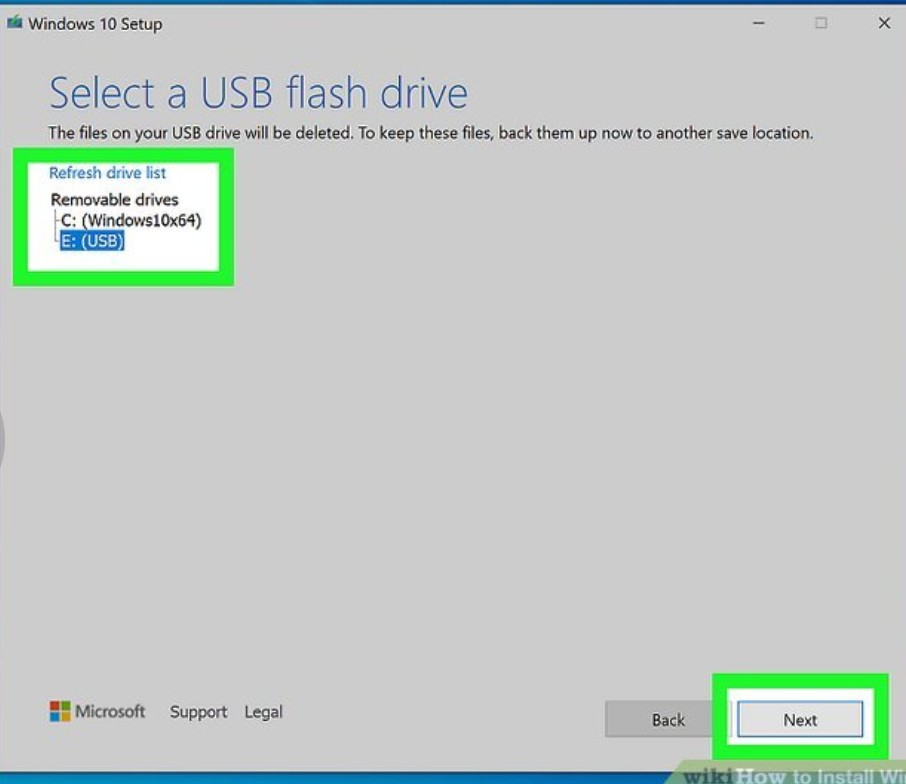 Windows 10 Setup
Select a USB flash drive
The files on your USB drive will be deleted. To keep these files, back them up now to another save location.
Refresh drive list
Removable drives
C: (Windows10x64)
E: (USB)
Microsoft Support Legal
Back Next
wikiHow to Install Wi